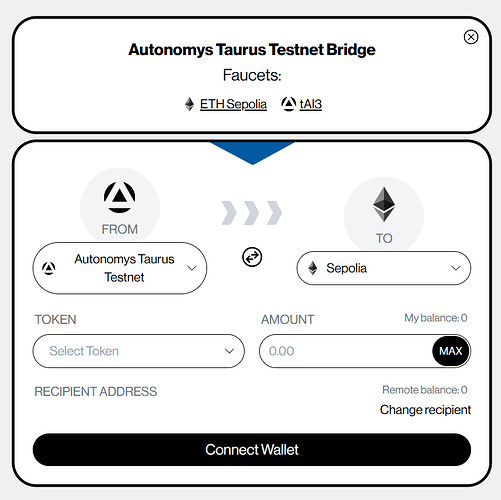 Autonomys Taurus Testnet Bridge
Faucets:
ETH Sepolia tAI3
FROM
TO
Autonomys Taurus
Testnet
Sepolia
TOKEN
AMOUNT
My balance: 0
Select Token
0.00
MAX
RECIPIENT ADDRESS
Remote balance: 0
Change recipient
Connect Wallet